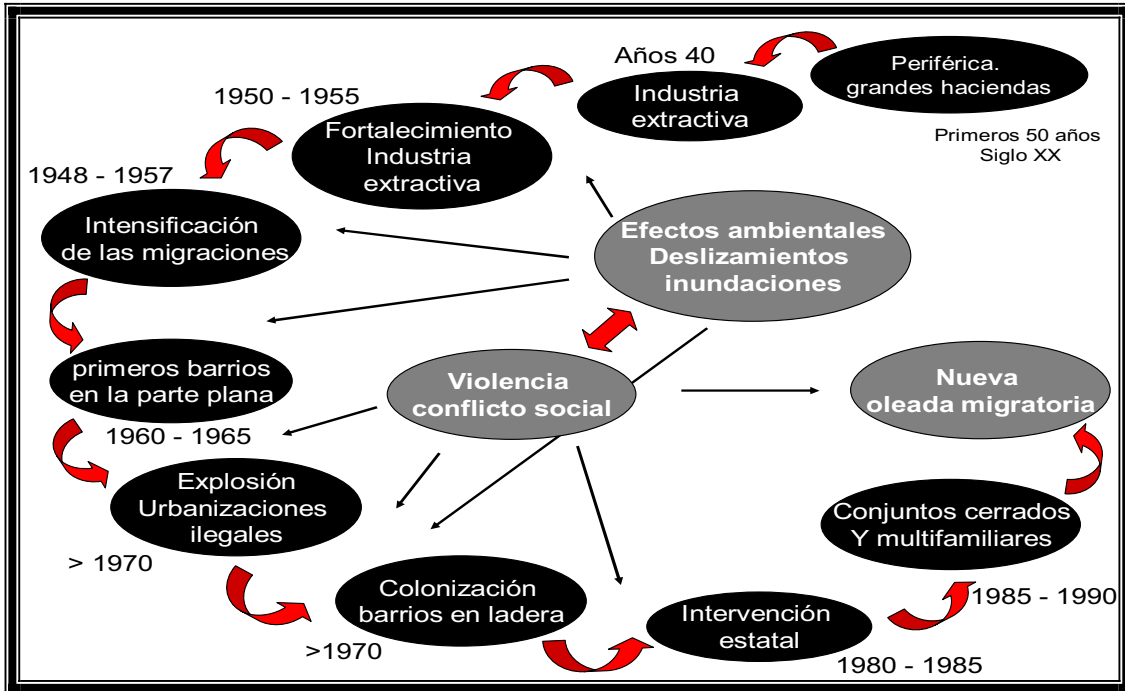 Periférica.
grandes haciendas
Primeros 50 años
Siglo XX
Años 40
Industria
extractiva
1950 - 1955
Fortalecimiento
Industria
extractiva
1948 - 1957
Intensificación
de las migraciones
Efectos ambientales
Deslizamientos
inundaciones
primeros barrios
en la parte plana
1960 - 1965
Violencia
conflicto social
Nueva
oleada migratoria
Explosión
Urbanizaciones
ilegales
> 1970
Colonización
barrios en ladera
>1970
Intervención
estatal
1980 - 1985
Conjuntos cerrados
Y multifamiliares
1985 - 1990